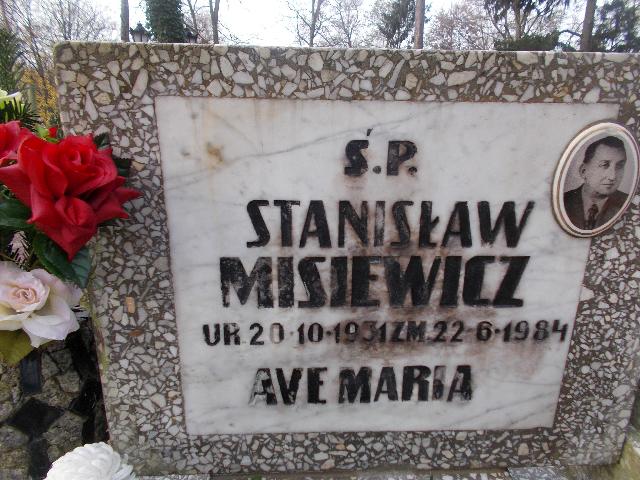 Ś.P.
STANISŁAW
MISIEWICZ
UR. 20·10·1931 ZM. 22·6·1984
AVE MARIA